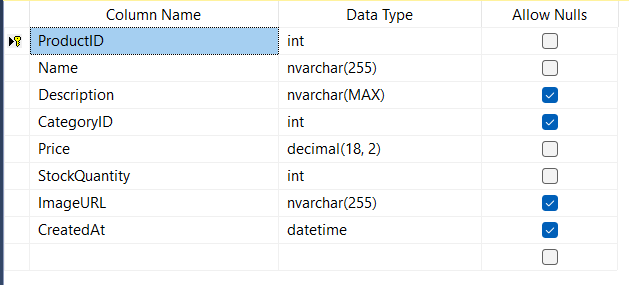 Column Name Data Type Allow Nulls
ProductID int
Name nvarchar(255)
Description nvarchar(MAX)
CategoryID int
Price decimal(18, 2)
StockQuantity int
ImageURL nvarchar(255)
CreatedAt datetime